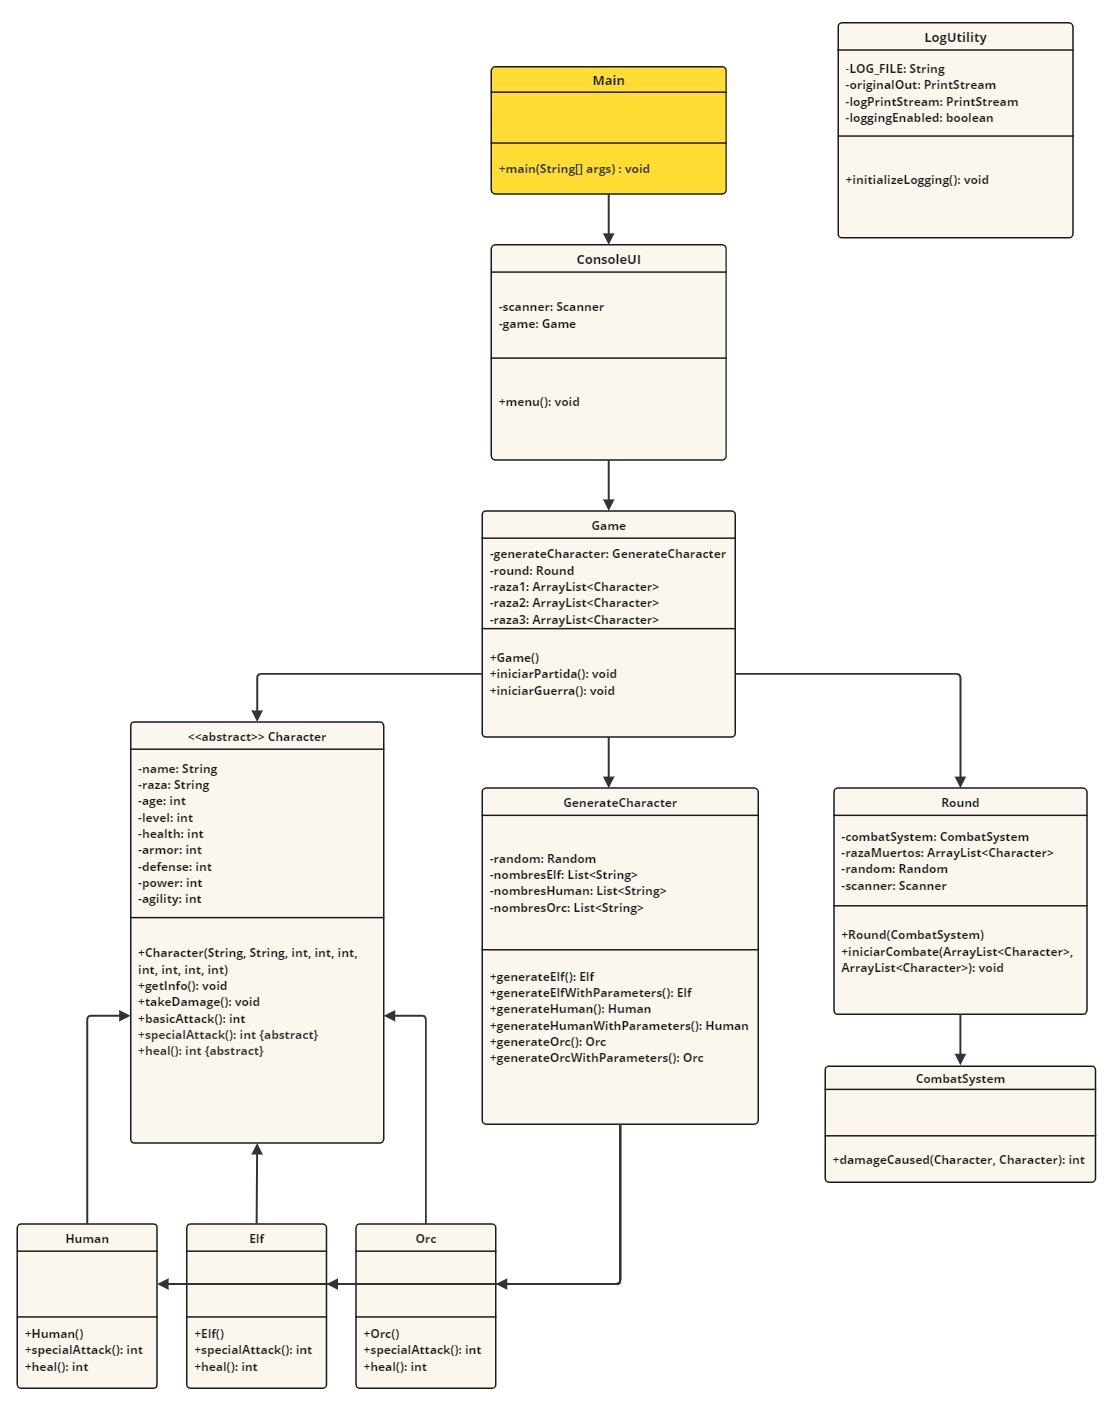 LogUtility
-LOG_FILE: String
-originalOut: PrintStream
-logPrintStream: PrintStream
-loggingEnabled: boolean
+initializeLogging(): void
Main
+main(String[] args) : void
ConsoleUI
-scanner: Scanner
-game: Game
+menu(): void
Game
-generateCharacter: GenerateCharacter
-round: Round
-raza1: ArrayList<Character>
-raza2: ArrayList<Character>
-raza3: ArrayList<Character>
+Game()
+iniciarPartida(): void
+iniciarGuerra(): void
<<abstract>> Character
-name: String
-raza: String
-age: int
-level: int
-health: int
-armor: int
-defense: int
-power: int
-agility: int
+Character(String, String, int, int, int,
int, int, int, int)
+getInfo(): void
+takeDamage(): void
+basicAttack(): int
+specialAttack(): int {abstract}
+heal(): int {abstract}
GenerateCharacter
-random: Random
-nombresElf: List<String>
-nombresHuman: List<String>
-nombresOrc: List<String>
+generateElf(): Elf
+generateElfWithParameters(): Elf
+generateHuman(): Human
+generateHumanWithParameters(): Human
+generateOrc(): Orc
+generateOrcWithParameters(): Orc
Round
-combatSystem: CombatSystem
-razaMuertos: ArrayList<Character>
-random: Random
-scanner: Scanner
+Round(CombatSystem)
+iniciarCombate(ArrayList<Character>,
ArrayList<Character>): void
CombatSystem
+damageCaused(Character, Character): int
Human
+Human()
+specialAttack(): int
+heal(): int
Elf
+Elf()
+specialAttack(): int
+heal(): int
Orc
+Orc()
+specialAttack(): int
+heal(): int